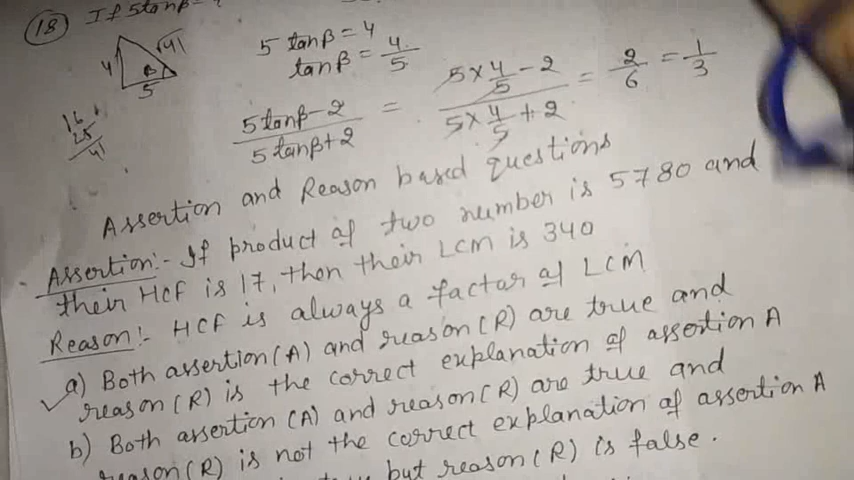 (18) If 5tanβ =
4 √41 β 5
16
25
41
5 tanβ = 4
tanβ = 4/5
5tanβ-2 / 5tanβ+2 = 5×4/5-2 / 5×4/5+2 = 2/6 = 1/3
Assertion and Reason based questions
Assertion:- If product of two number is 5780 and
their HCF is 17, then their LCM is 340
Reason:- HCF is always a factor of LCM
a) Both assertion(A) and reason(R) are true and
reason(R) is the correct explanation of assertion A
b) Both assertion (A) and reason(R) are true and
reason(R) is not the correct explanation of assertion A
but reason(R) is false.